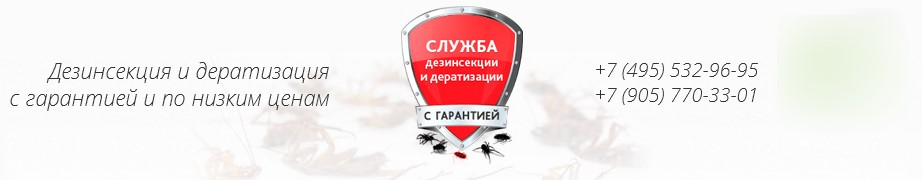 Дезинсекция и дератизация
с гарантией и по низким ценам
СЛУЖБА
дезинсекции
и дератизации
С ГАРАНТИЕЙ
+7 (495) 532-96-95
+7 (905) 770-33-01